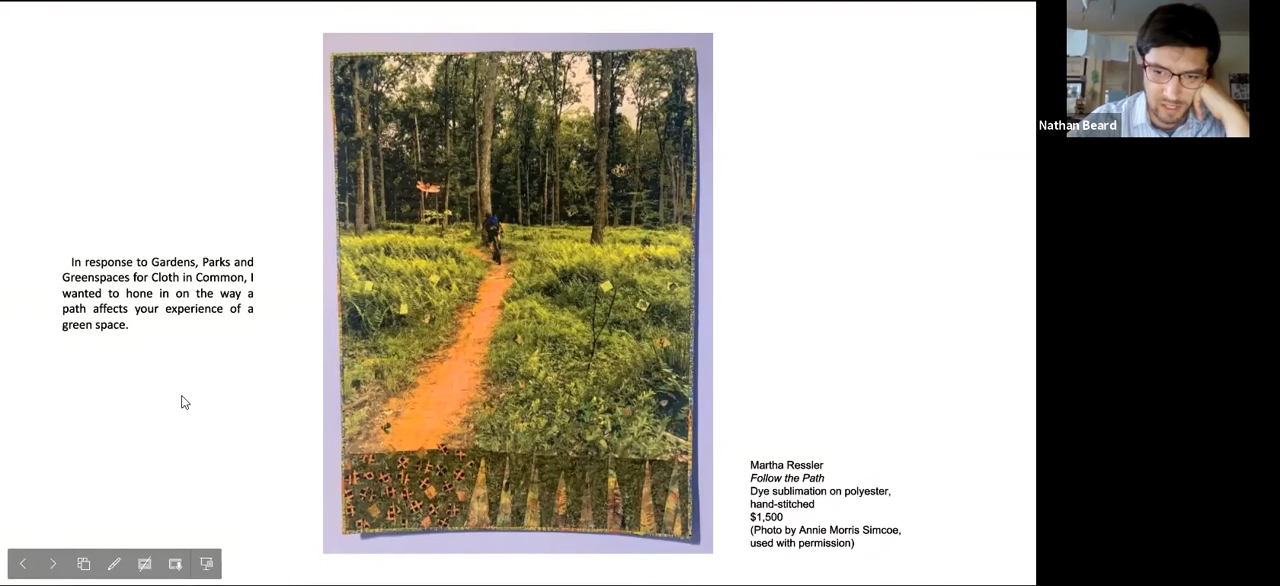 Nathan Beard
In response to Gardens, Parks and
Greenspaces for Cloth in Common, I
wanted to hone in on the way a
path affects your experience of a
green space.
Martha Ressler
Follow the Path
Dye sublimation on polyester,
hand-stitched
$1,500
(Photo by Annie Morris Simcoe,
used with permission)